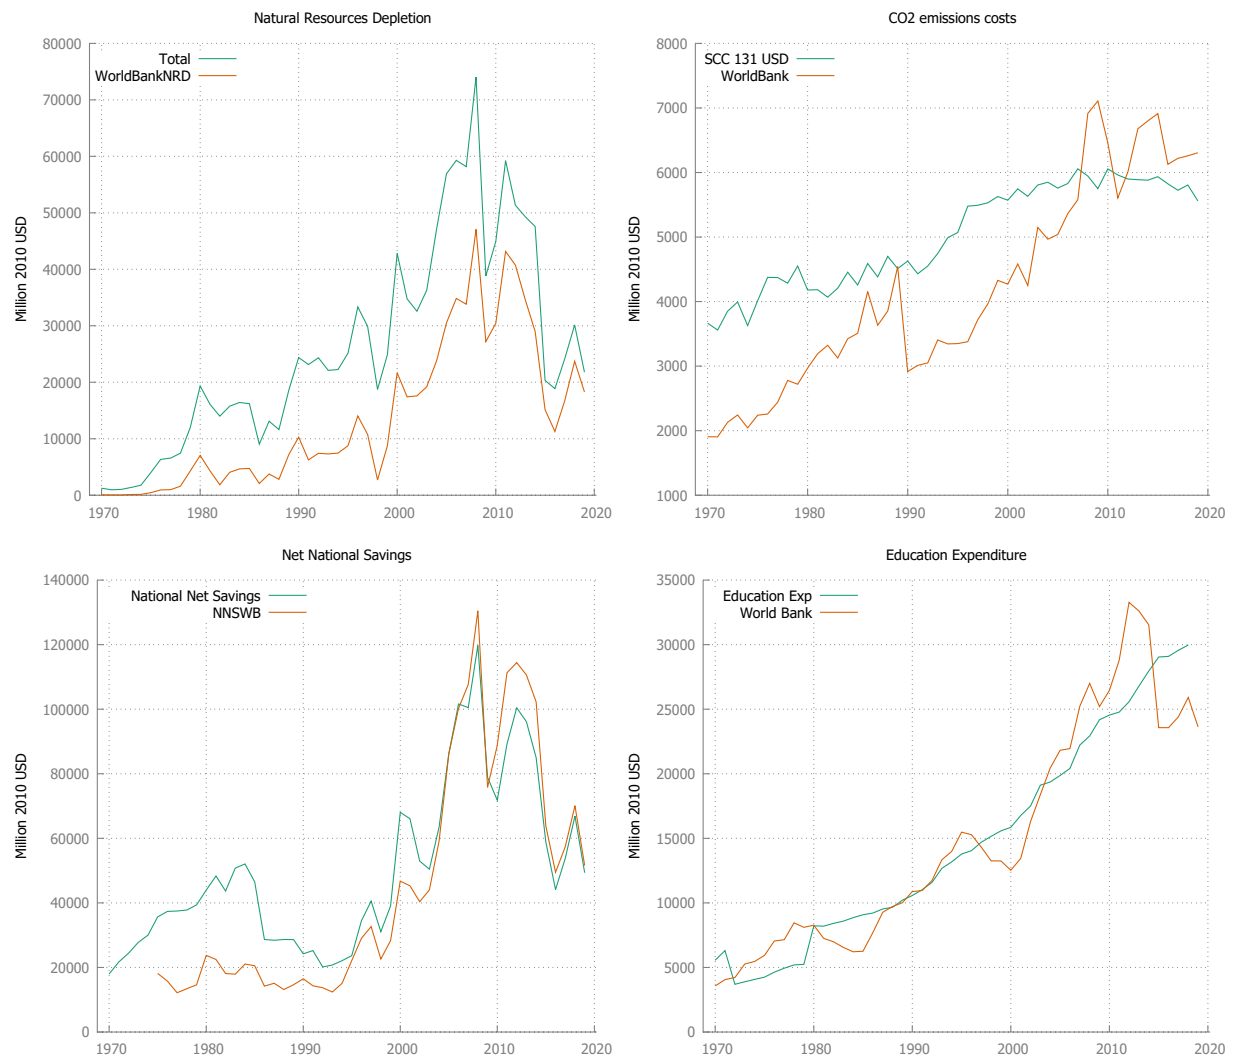 Natural Resources Depletion
80000
70000
60000
50000
40000
30000
20000
10000
0
1970 1980 1990 2000 2010 2020
Million 2010 USD
Total
WorldBankNRD
CO2 emissions costs
8000
7000
6000
5000
4000
3000
2000
1000
1970 1980 1990 2000 2010 2020
Million 2010 USD
SCC 131 USD
WorldBank
Net National Savings
140000
120000
100000
80000
60000
40000
20000
0
1970 1980 1990 2000 2010 2020
Million 2010 USD
National Net Savings
NNSWB
Education Expenditure
35000
30000
25000
20000
15000
10000
5000
0
1970 1980 1990 2000 2010 2020
Million 2010 USD
Education Exp
World Bank